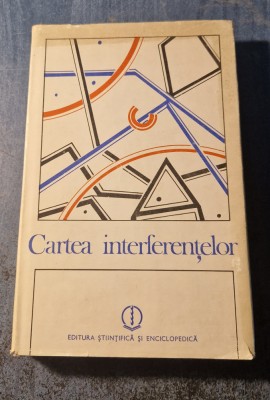 Cartea interferențelor
EDITURA ȘTIINȚIFICĂ ȘI ENCICLOPEDICĂ